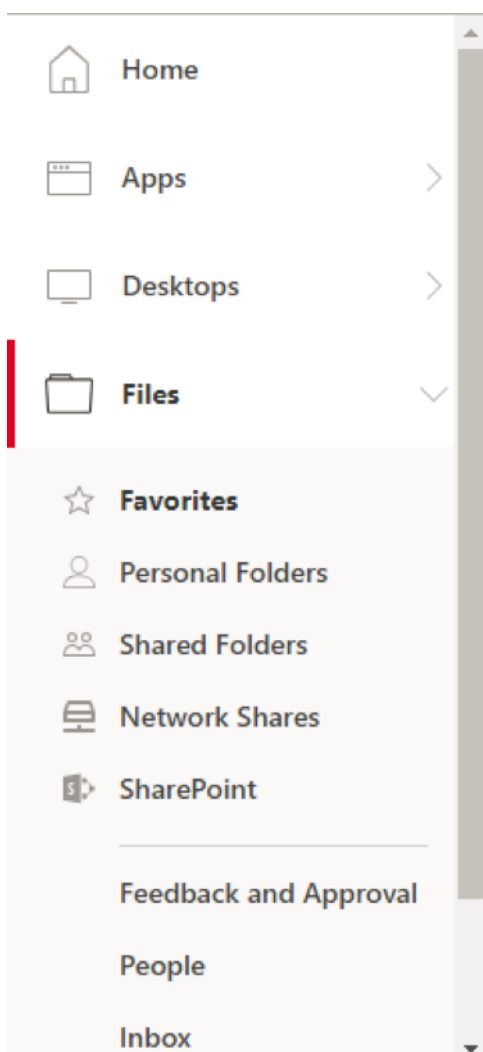 Home
Apps
Desktops
Files
Favorites
Personal Folders
Shared Folders
Network Shares
S
SharePoint
Feedback and Approval
People
Inbox